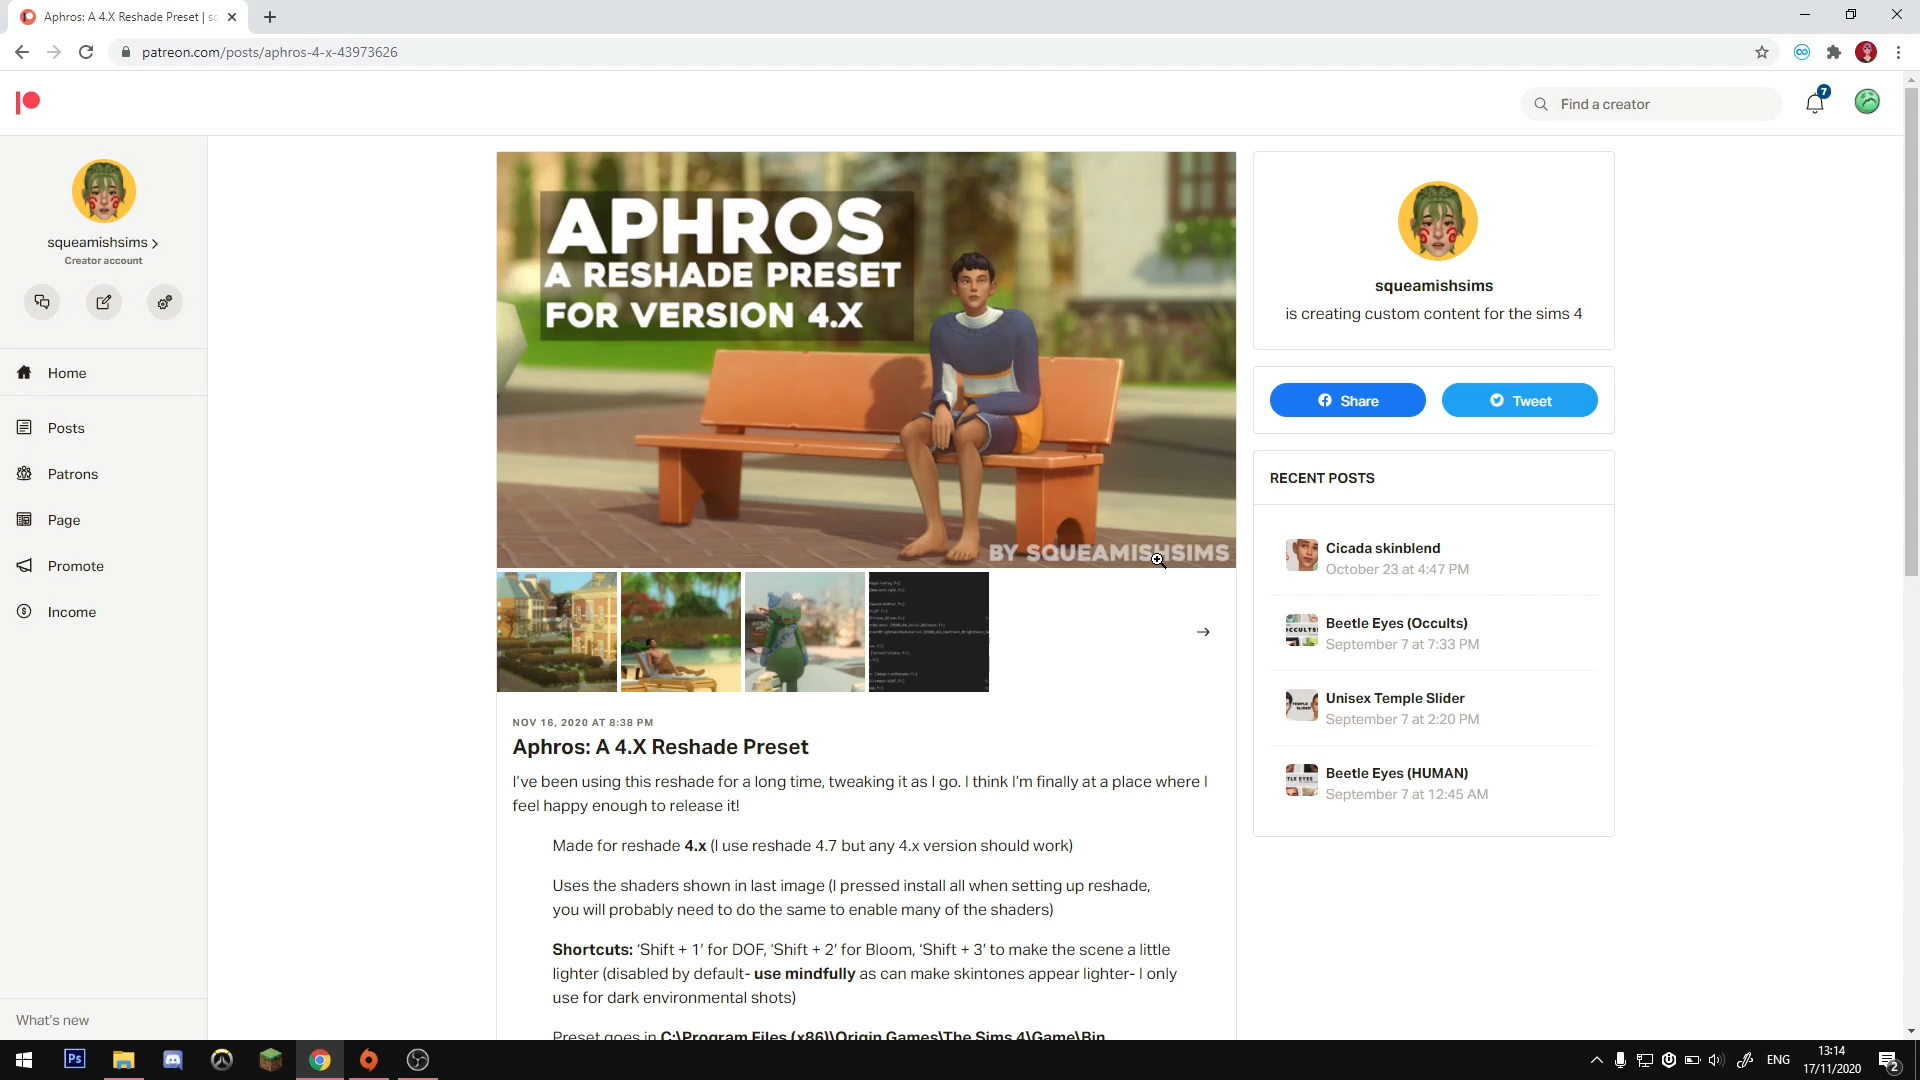 Aphros: A 4.X Reshade Preset | sq
patreon.com/posts/aphros-4-x-43973626
Find a creator
7
squeamishsims
Creator account
Home
Posts
Patrons
Page
Promote
Income
What's new
APHROS
A RESHADE PRESET
FOR VERSION 4.X
BY SQUEAMISHSIMS
NOV 16, 2020 AT 8:38 PM
Aphros: A 4.X Reshade Preset
I've been using this reshade for a long time, tweaking it as I go. I think I'm finally at a place where I
feel happy enough to release it!
Made for reshade 4.x (I use reshade 4.7 but any 4.x version should work)
Uses the shaders shown in last image (I pressed install all when setting up reshade,
you will probably need to do the same to enable many of the shaders)
Shortcuts: 'Shift + 1' for DOF, 'Shift + 2' for Bloom, 'Shift + 3' to make the scene a little
lighter (disabled by default- use mindfully as can make skintones appear lighter- I only
use for dark environmental shots)
Preset goes in C:\Program Files (x86)\Origin Games\The Sims 4\Game\Bin
squeamishsims
is creating custom content for the sims 4
Share
Tweet
RECENT POSTS
Cicada skinblend
October 23 at 4:47 PM
Beetle Eyes (Occults)
September 7 at 7:33 PM
Unisex Temple Slider
September 7 at 2:20 PM
Beetle Eyes (HUMAN)
September 7 at 12:45 AM
Ps
ENG
13:14
17/11/2020
2